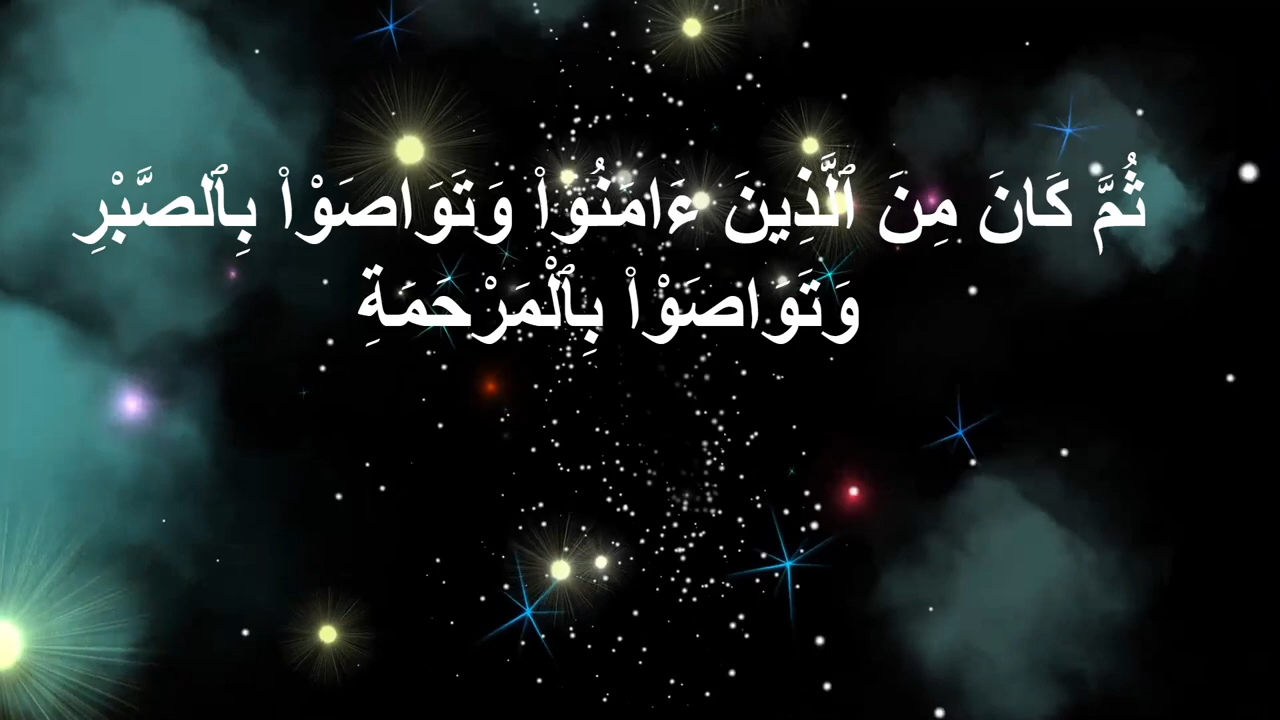 ثُمَّ كَانَ مِنَ ٱلَّذِينَ ءَامَنُوا۟ وَتَوَاصَوْا۟ بِٱلصَّبْرِ
وَتَوَاصَوْا۟ بِٱلْمَرْحَمَةِ